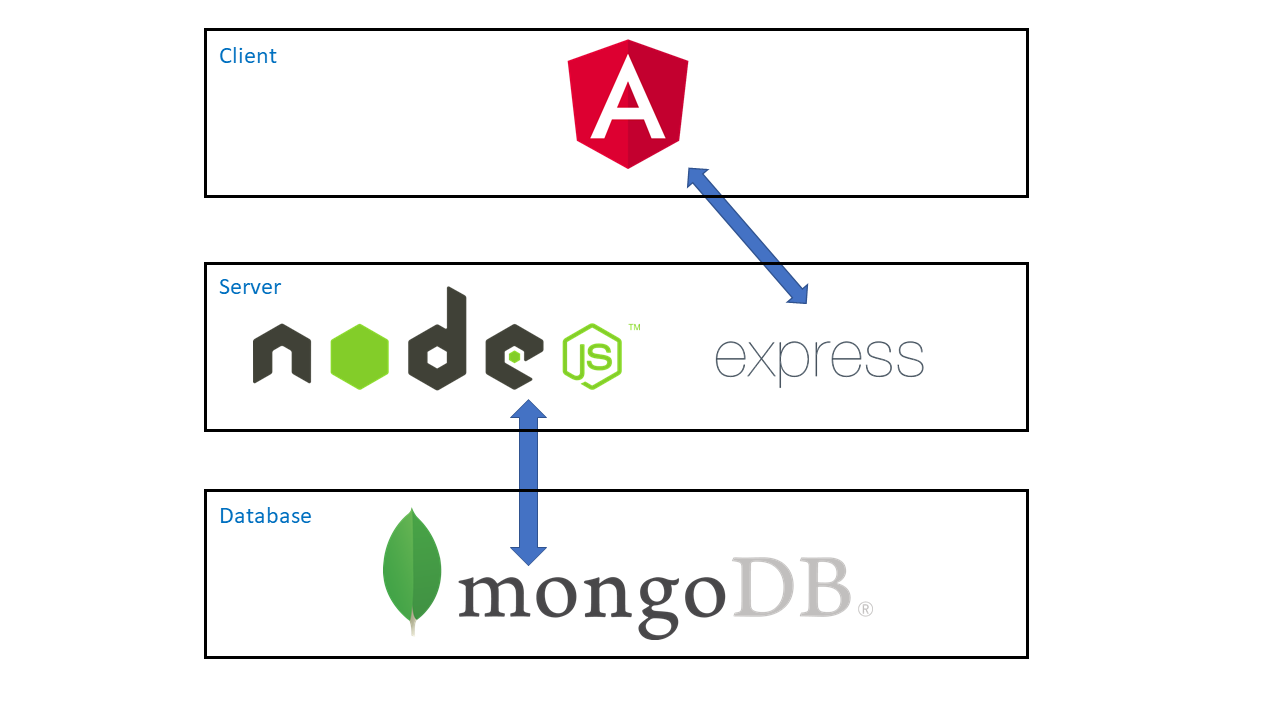 Client
A
Server
node JS ™
express
Database
mongoDB®